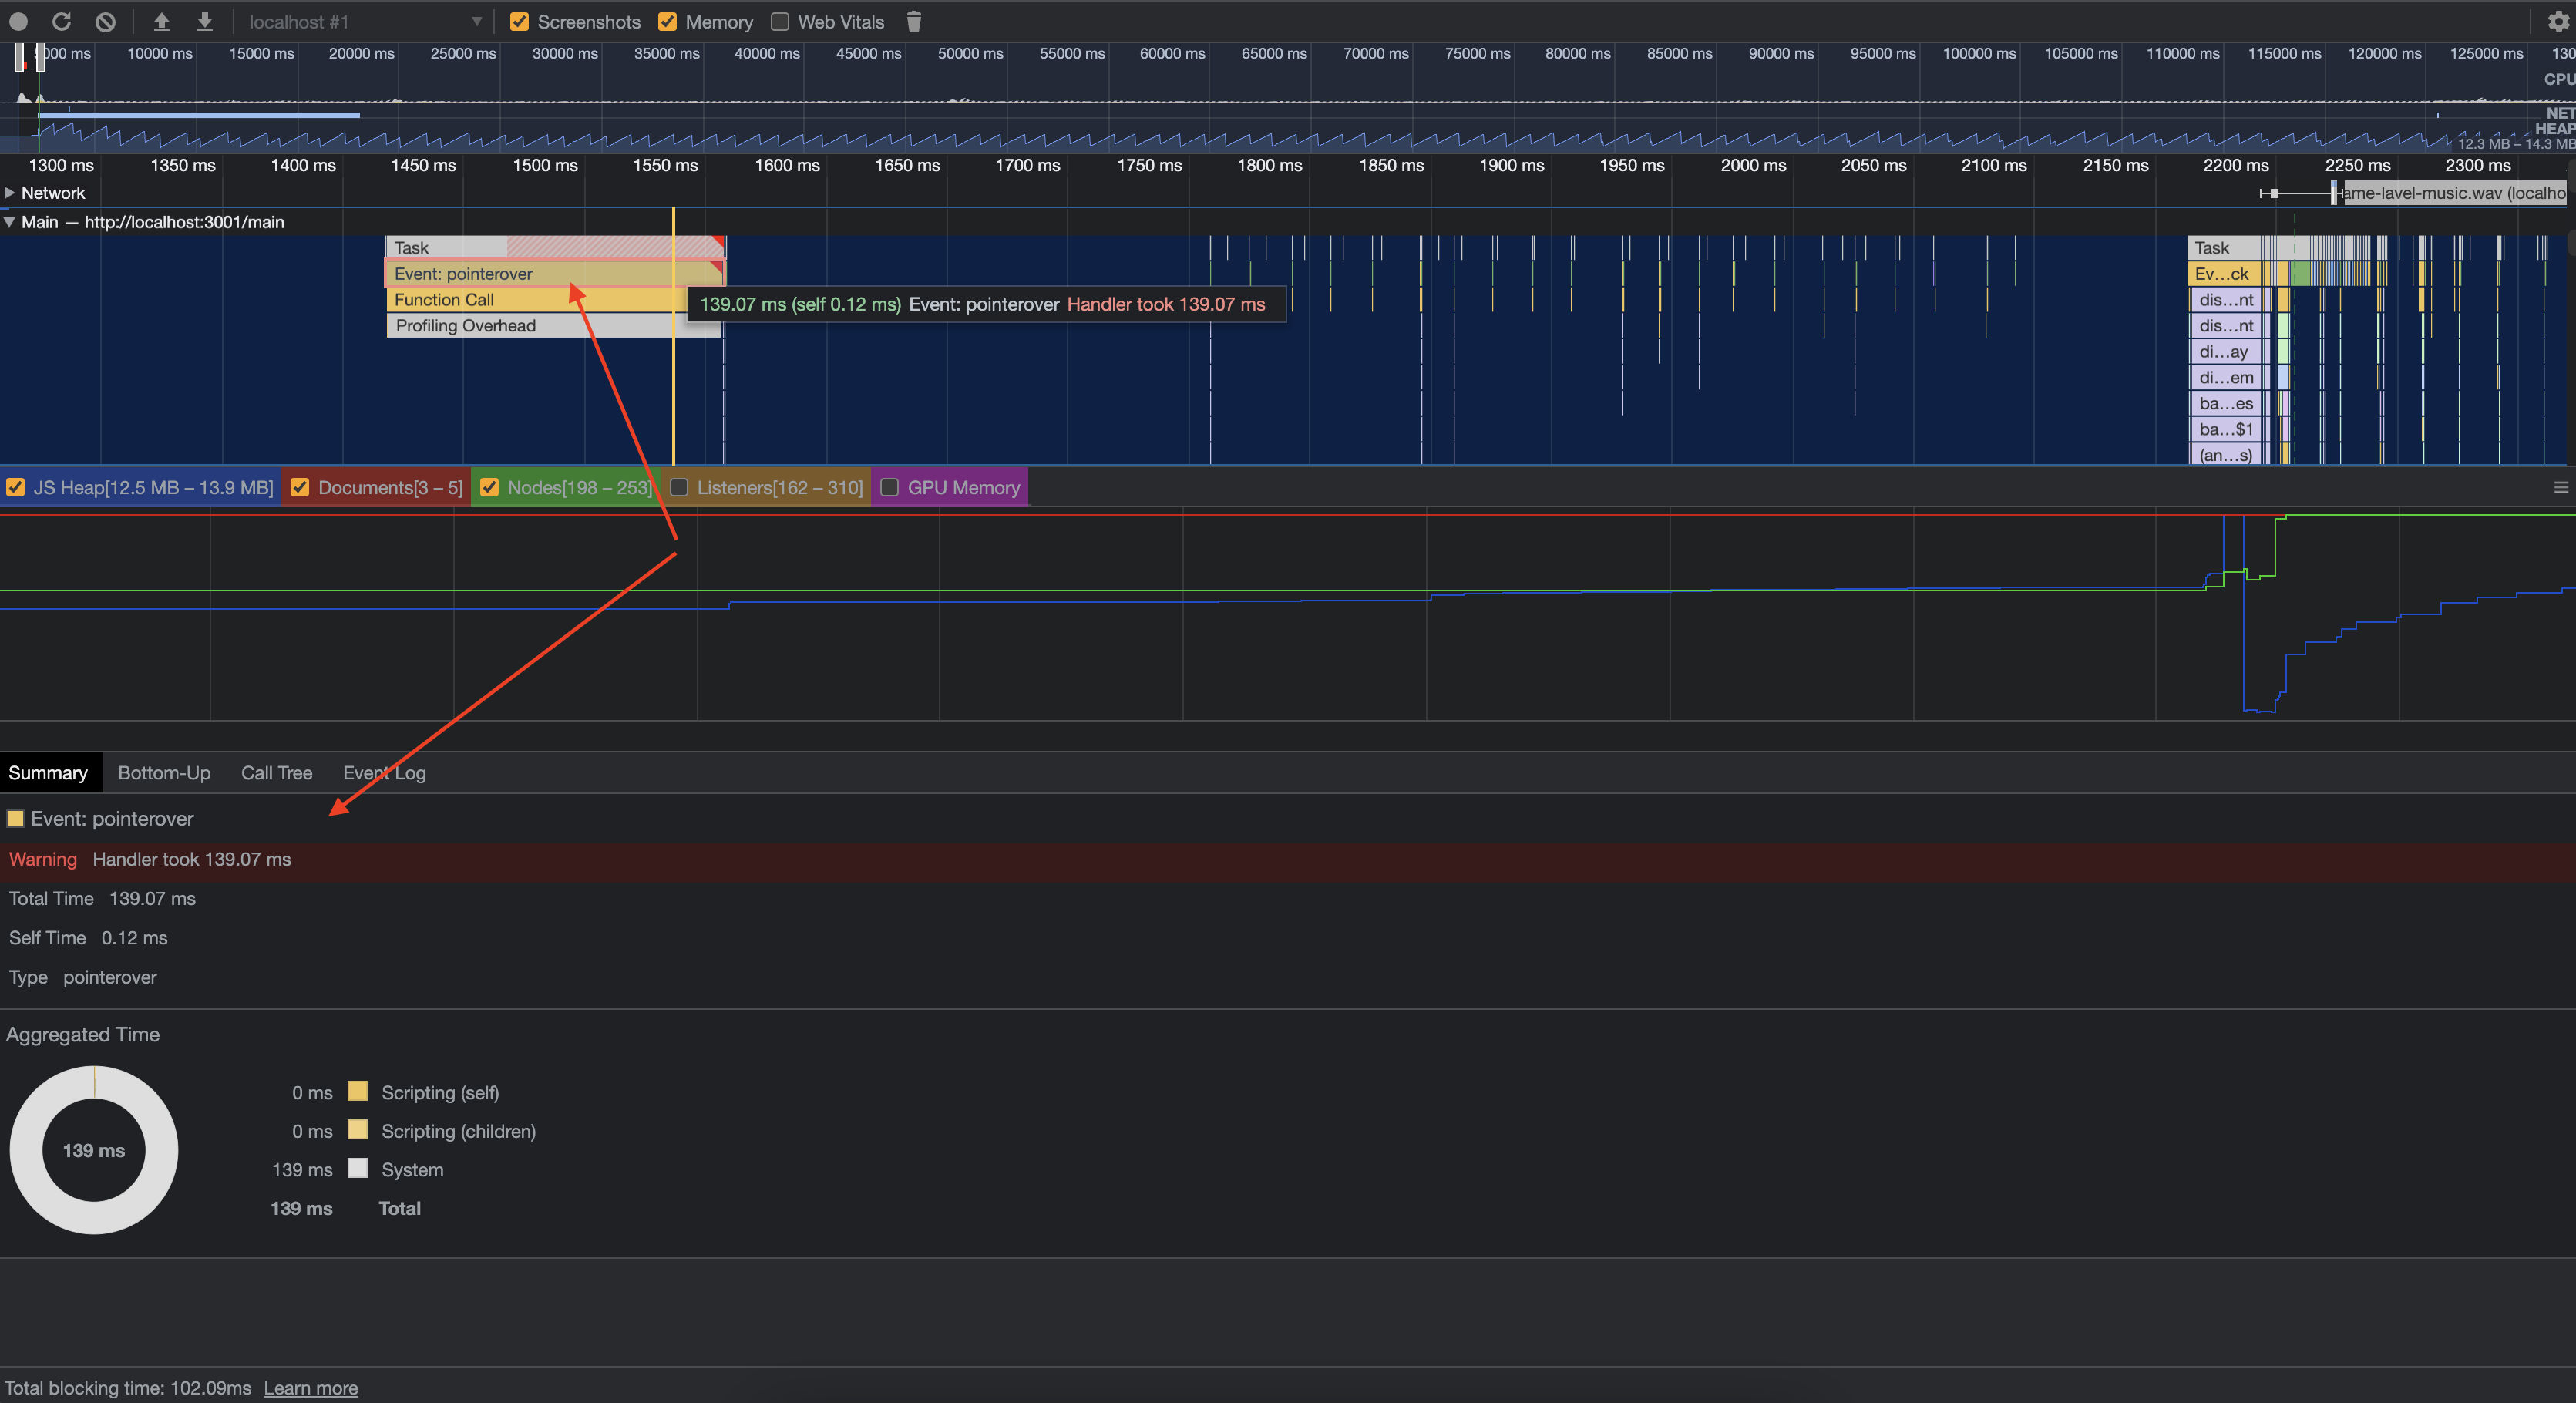 localhost #1 Screenshots Memory Web Vitals
5000 ms 10000 ms 15000 ms 20000 ms 25000 ms 30000 ms 35000 ms 40000 ms 45000 ms 50000 ms 55000 ms 60000 ms 65000 ms 70000 ms 75000 ms 80000 ms 85000 ms 90000 ms 95000 ms 100000 ms 105000 ms 110000 ms 115000 ms 120000 ms 125000 ms 130
CPU
NET
HEAP
12.3 MB – 14.3 MB
1300 ms 1350 ms 1400 ms 1450 ms 1500 ms 1550 ms 1600 ms 1650 ms 1700 ms 1750 ms 1800 ms 1850 ms 1900 ms 1950 ms 2000 ms 2050 ms 2100 ms 2150 ms 2200 ms 2250 ms 2300 ms
Network ame-lavel-music.wav (localho
Main — http://localhost:3001/main
Task Task
Event: pointerover Ev…ck
Function Call dis…nt
139.07 ms (self 0.12 ms) Event: pointerover Handler took 139.07 ms
Profiling Overhead dis…nt
di…ay
di…em
ba…es
ba…$1
(an…s)
JS Heap[12.5 MB – 13.9 MB] Documents[3 – 5] Nodes[198 – 253] Listeners[162 – 310] GPU Memory
Summary Bottom-Up Call Tree Event Log
Event: pointerover
Warning Handler took 139.07 ms
Total Time 139.07 ms
Self Time 0.12 ms
Type pointerover
Aggregated Time
139 ms
0 ms Scripting (self)
0 ms Scripting (children)
139 ms System
139 ms Total
Total blocking time: 102.09ms Learn more